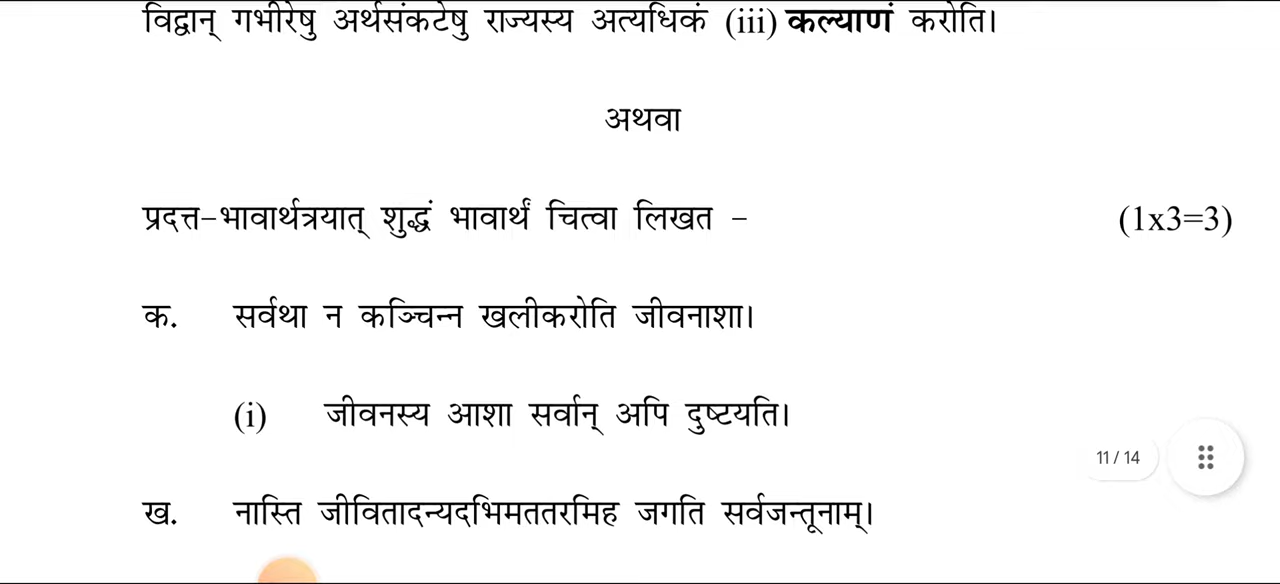 विद्वान् गभीरेषु अर्थसंकटेषु राज्यस्य अत्यधिकं (iii) कल्याणं करोति।
अथवा
प्रदत्त-भावार्थत्रयात् शुद्धं भावार्थं चित्वा लिखत - (1x3=3)
क. सर्वथा न कञ्चिन्न खलीकरोति जीवनाशा।
(i) जीवनस्य आशा सर्वान् अपि दुष्टयति।
11 / 14
ख. नास्ति जीवितादन्यदभिमततरमिह जगति सर्वजन्तूनाम्।